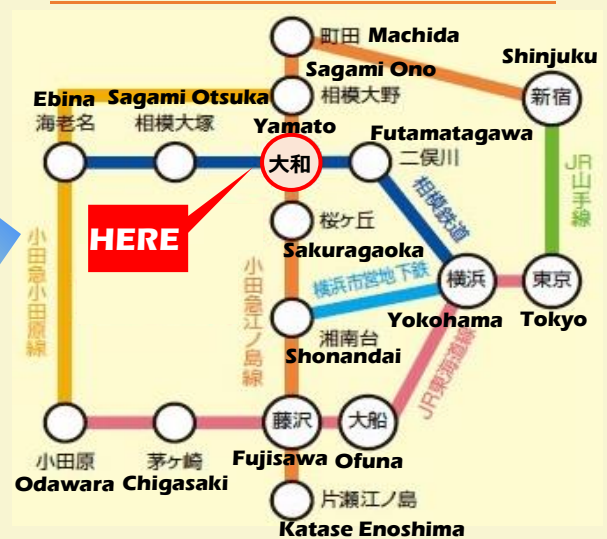 町田 Machida
Shinjuku
新宿
Sagami Ono
相模大野
Ebina
海老名
Sagami Otsuka
相模大塚
Yamato
大和
Futamatagawa
二俣川
JR山手線
HERE
相模鉄道
桜ヶ丘
Sakuragaoka
小田急小田原線
小田急江ノ島線
横浜市営地下鉄
横浜
Yokohama
東京
Tokyo
湘南台
Shonandai
JR東海道線
小田原
Odawara
茅ヶ崎
Chigasaki
藤沢
Fujisawa
大船
Ofuna
片瀬江ノ島
Katase Enoshima